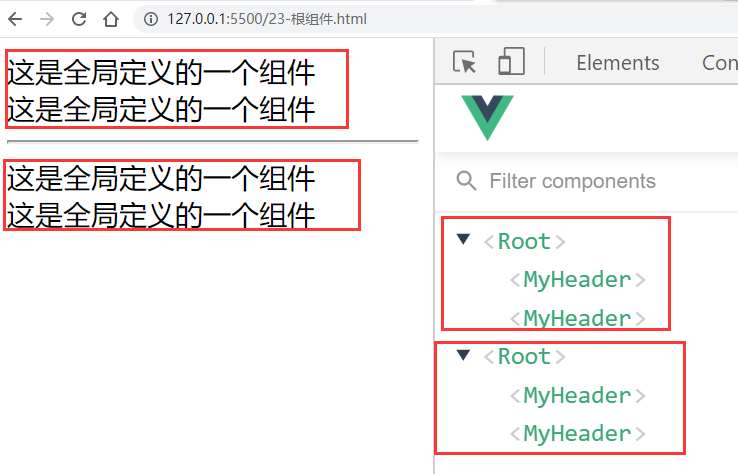 127.0.0.1:5500/23-根组件.html
这是全局定义的一个组件
这是全局定义的一个组件
这是全局定义的一个组件
这是全局定义的一个组件
Elements Con
Filter components
<Root>
<MyHeader>
<MyHeader>
<Root>
<MyHeader>
<MyHeader>